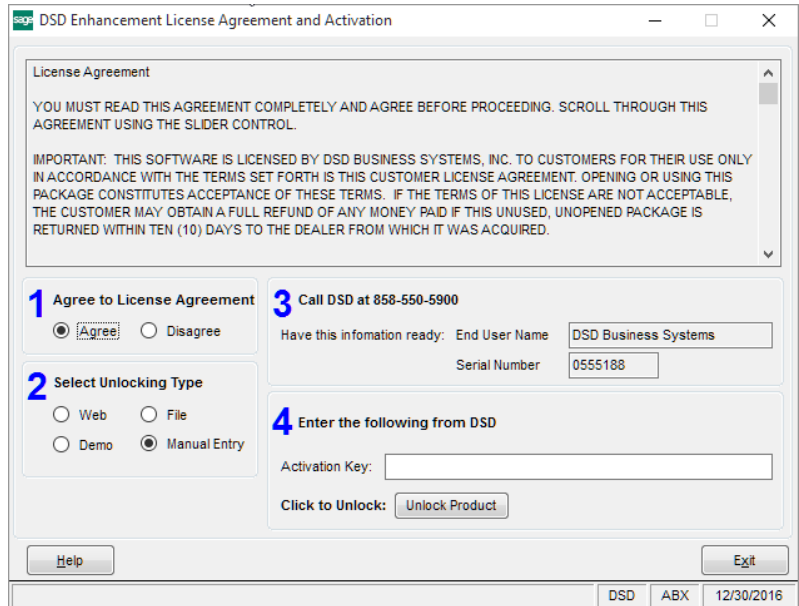 sage DSD Enhancement License Agreement and Activation
License Agreement
YOU MUST READ THIS AGREEMENT COMPLETELY AND AGREE BEFORE PROCEEDING. SCROLL THROUGH THIS
AGREEMENT USING THE SLIDER CONTROL.
IMPORTANT: THIS SOFTWARE IS LICENSED BY DSD BUSINESS SYSTEMS, INC. TO CUSTOMERS FOR THEIR USE ONLY
IN ACCORDANCE WITH THE TERMS SET FORTH IS THIS CUSTOMER LICENSE AGREEMENT. OPENING OR USING THIS
PACKAGE CONSTITUTES ACCEPTANCE OF THESE TERMS. IF THE TERMS OF THIS LICENSE ARE NOT ACCEPTABLE,
THE CUSTOMER MAY OBTAIN A FULL REFUND OF ANY MONEY PAID IF THIS UNUSED, UNOPENED PACKAGE IS
RETURNED WITHIN TEN (10) DAYS TO THE DEALER FROM WHICH IT WAS ACQUIRED.
1 Agree to License Agreement
Agree Disagree
2 Select Unlocking Type
Web File
Demo Manual Entry
3 Call DSD at 858-550-5900
Have this infomation ready: End User Name DSD Business Systems
Serial Number 0555188
4 Enter the following from DSD
Activation Key:
Click to Unlock: Unlock Product
Help Exit
DSD ABX 12/30/2016